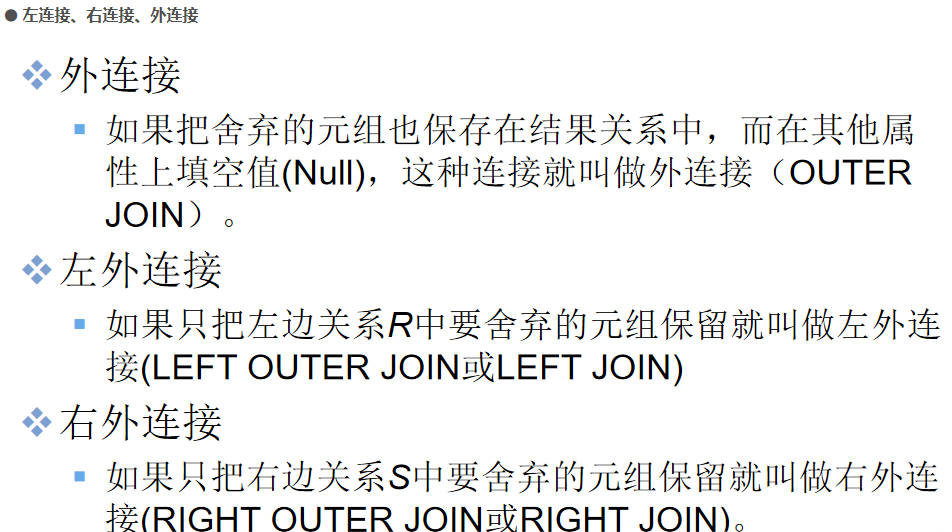 ● 左连接、右连接、外连接
❖ 外连接
▪ 如果把舍弃的元组也保存在结果关系中，而在其他属
性上填空值(Null)，这种连接就叫做外连接（OUTER
JOIN）。
❖ 左外连接
▪ 如果只把左边关系R中要舍弃的元组保留就叫做左外连
接(LEFT OUTER JOIN或LEFT JOIN)
❖ 右外连接
▪ 如果只把右边关系S中要舍弃的元组保留就叫做右外连
接(RIGHT OUTER JOIN或RIGHT JOIN)。